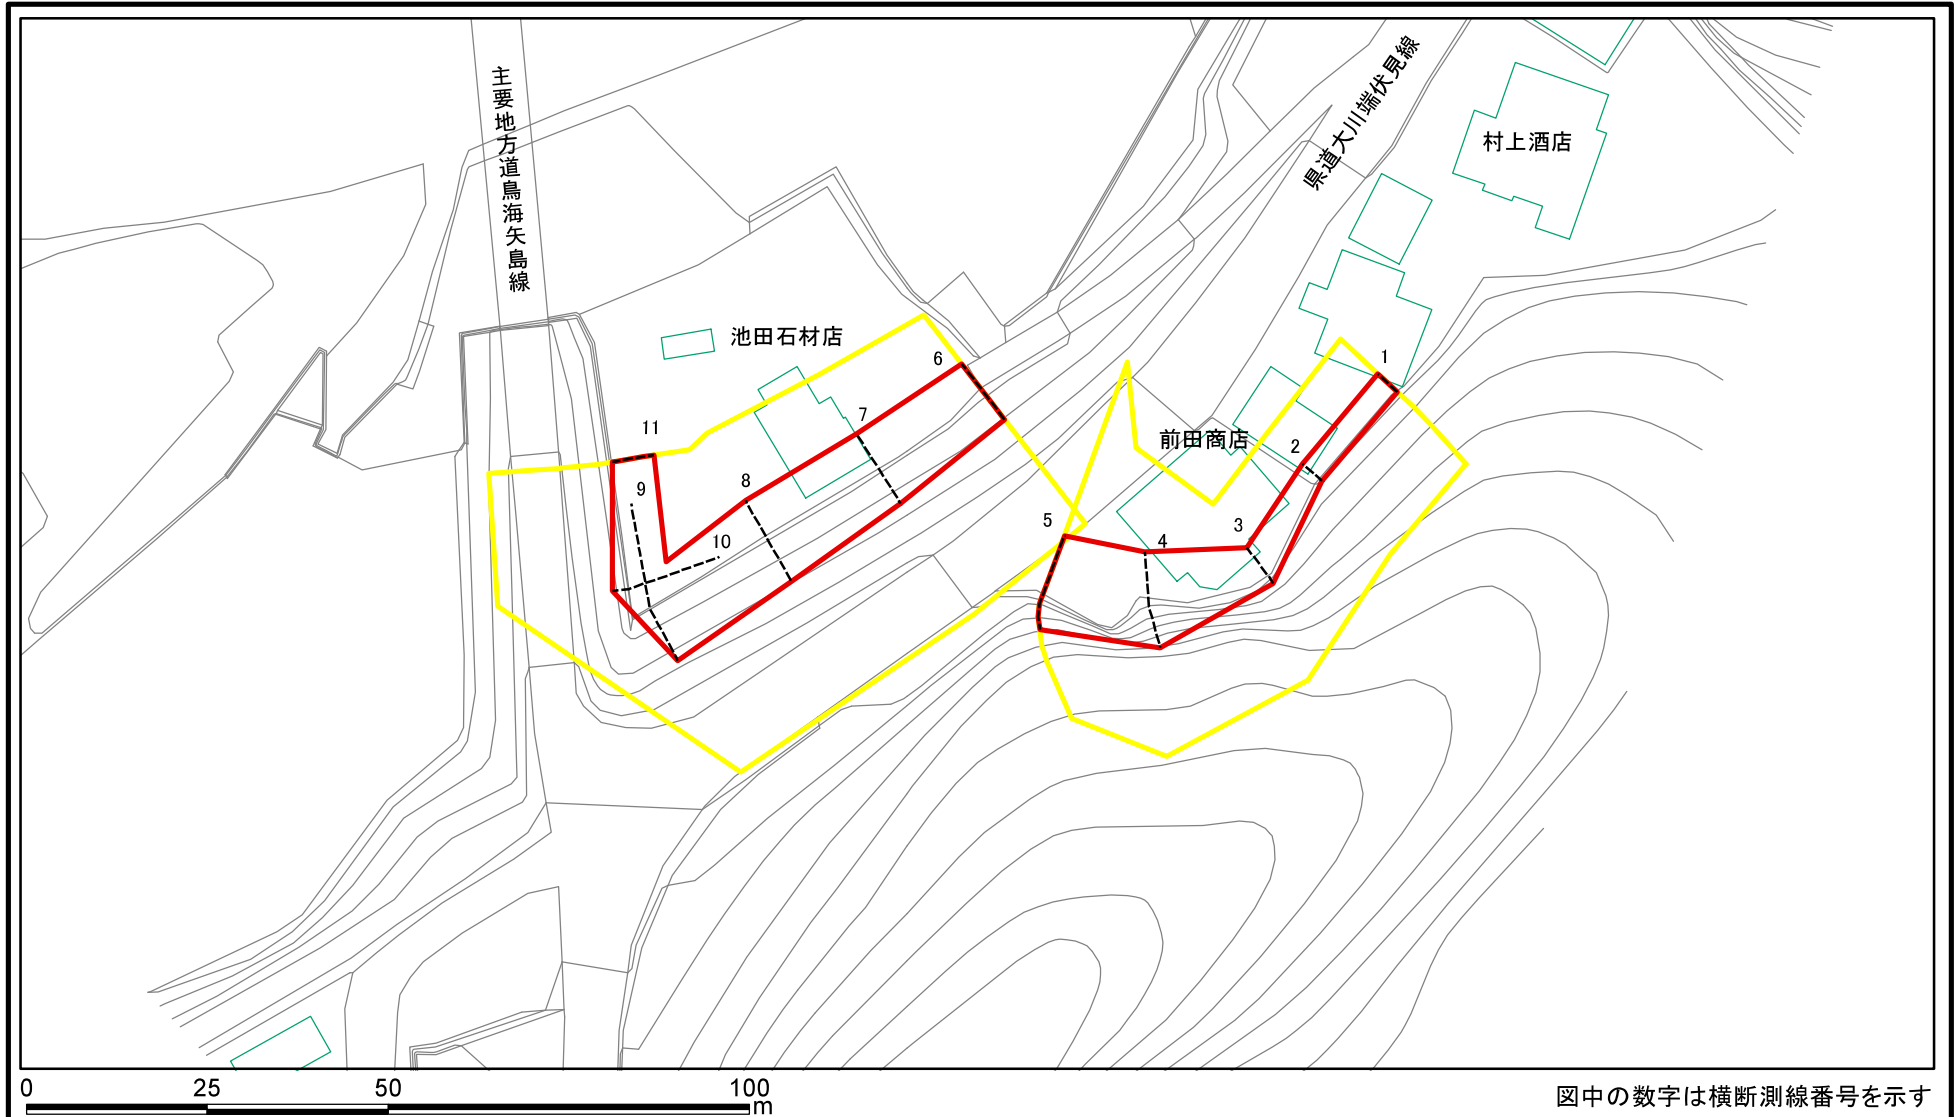 主要地方道鳥海矢島線
県道大川端伏見線
村上酒店
池田石材店
前田商店
1
2
3
4
5
6
7
8
9
10
11
0 25 50 100
m
図中の数字は横断測線番号を示す